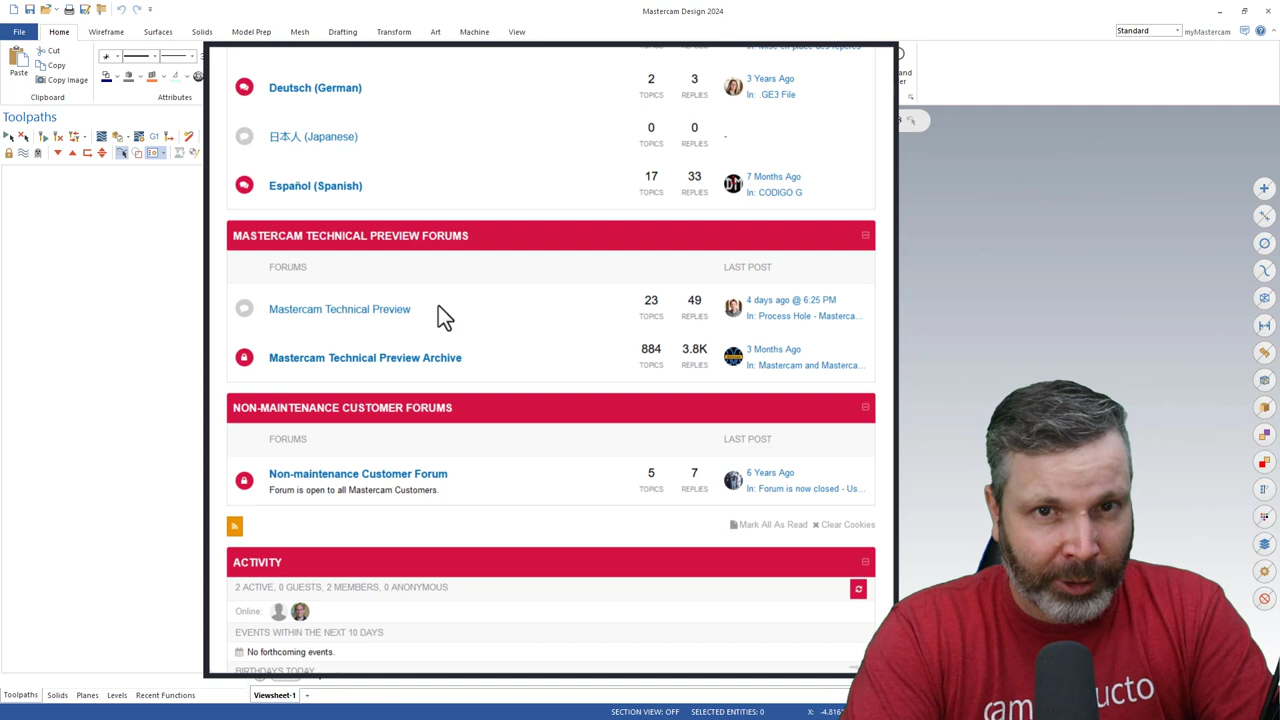 Mastercam Design 2024
File Home Wireframe Surfaces Solids Model Prep Mesh Drafting Transform Art Machine View
Standard myMastercam
Paste
Cut
Copy
Copy Image
Clipboard
Attributes
Toolpaths
G1
Deutsch (German)
2 TOPICS
3 REPLIES
3 Years Ago
In: .GE3 File
日本人 (Japanese)
0 TOPICS
0 REPLIES
-
Español (Spanish)
17 TOPICS
33 REPLIES
7 Months Ago
In: CODIGO G
MASTERCAM TECHNICAL PREVIEW FORUMS
FORUMS LAST POST
Mastercam Technical Preview
23 TOPICS
49 REPLIES
4 days ago @ 6:25 PM
In: Process Hole - Masterca...
Mastercam Technical Preview Archive
884 TOPICS
3.8K REPLIES
3 Months Ago
In: Mastercam and Masterca...
NON-MAINTENANCE CUSTOMER FORUMS
FORUMS LAST POST
Non-maintenance Customer Forum
Forum is open to all Mastercam Customers.
5 TOPICS
7 REPLIES
6 Years Ago
In: Forum is now closed - Us...
Mark All As Read Clear Cookies
ACTIVITY
2 ACTIVE, 0 GUESTS, 2 MEMBERS, 0 ANONYMOUS
Online:
EVENTS WITHIN THE NEXT 10 DAYS
No forthcoming events.
BIRTHDAYS TODAY
Toolpaths Solids Planes Levels Recent Functions
Viewsheet-1 +
SECTION VIEW: OFF SELECTED ENTITIES: 0 X:
cam
ucto